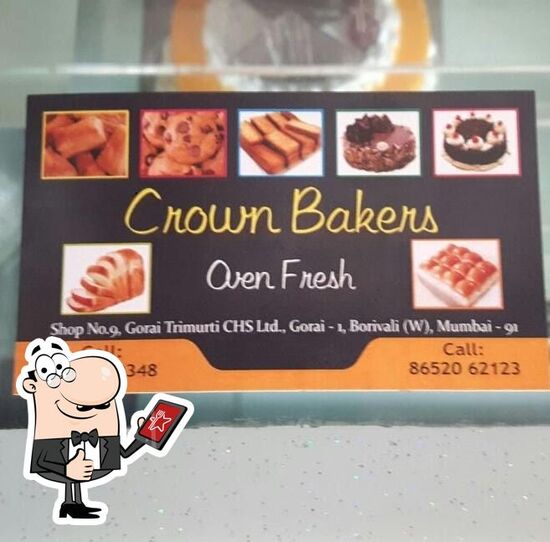 Crown Bakers
Oven Fresh
Shop No.9, Gorai Trimurti CHS Ltd., Gorai - 1, Borivali (W), Mumbai - 91
Call: Call:
348 86520 62123